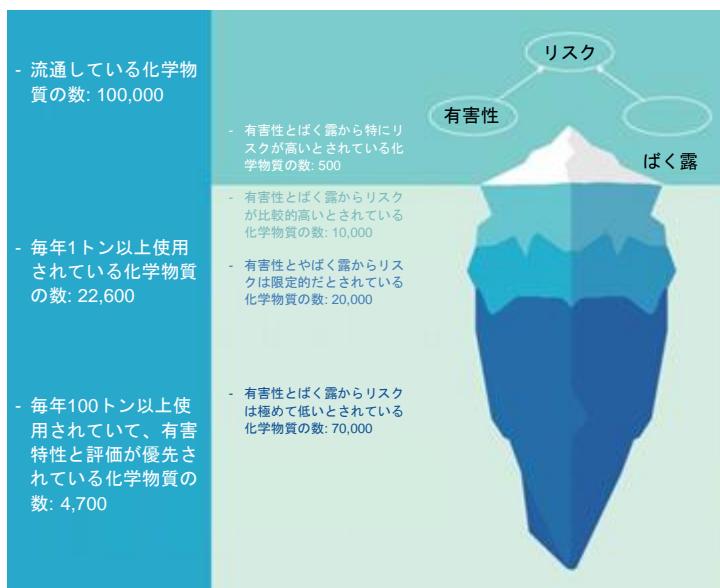 - 流通している化学物
質の数: 100,000
- 毎年1トン以上使用
されている化学物質
の数: 22,600
- 毎年100トン以上使
用されていて、有害
特性と評価が優先さ
れている化学物質の
数: 4,700
- 有害性とばく露から特にリ
スクが高いとされている化
学物質の数: 500
- 有害性とばく露からリスク
が比較的高いとされている
化学物質の数: 10,000
- 有害性とやばく露からリス
クは限定的だとされている
化学物質の数: 20,000
- 有害性とばく露からリスク
は極めて低いとされている
化学物質の数: 70,000
リスク
有害性
ばく露